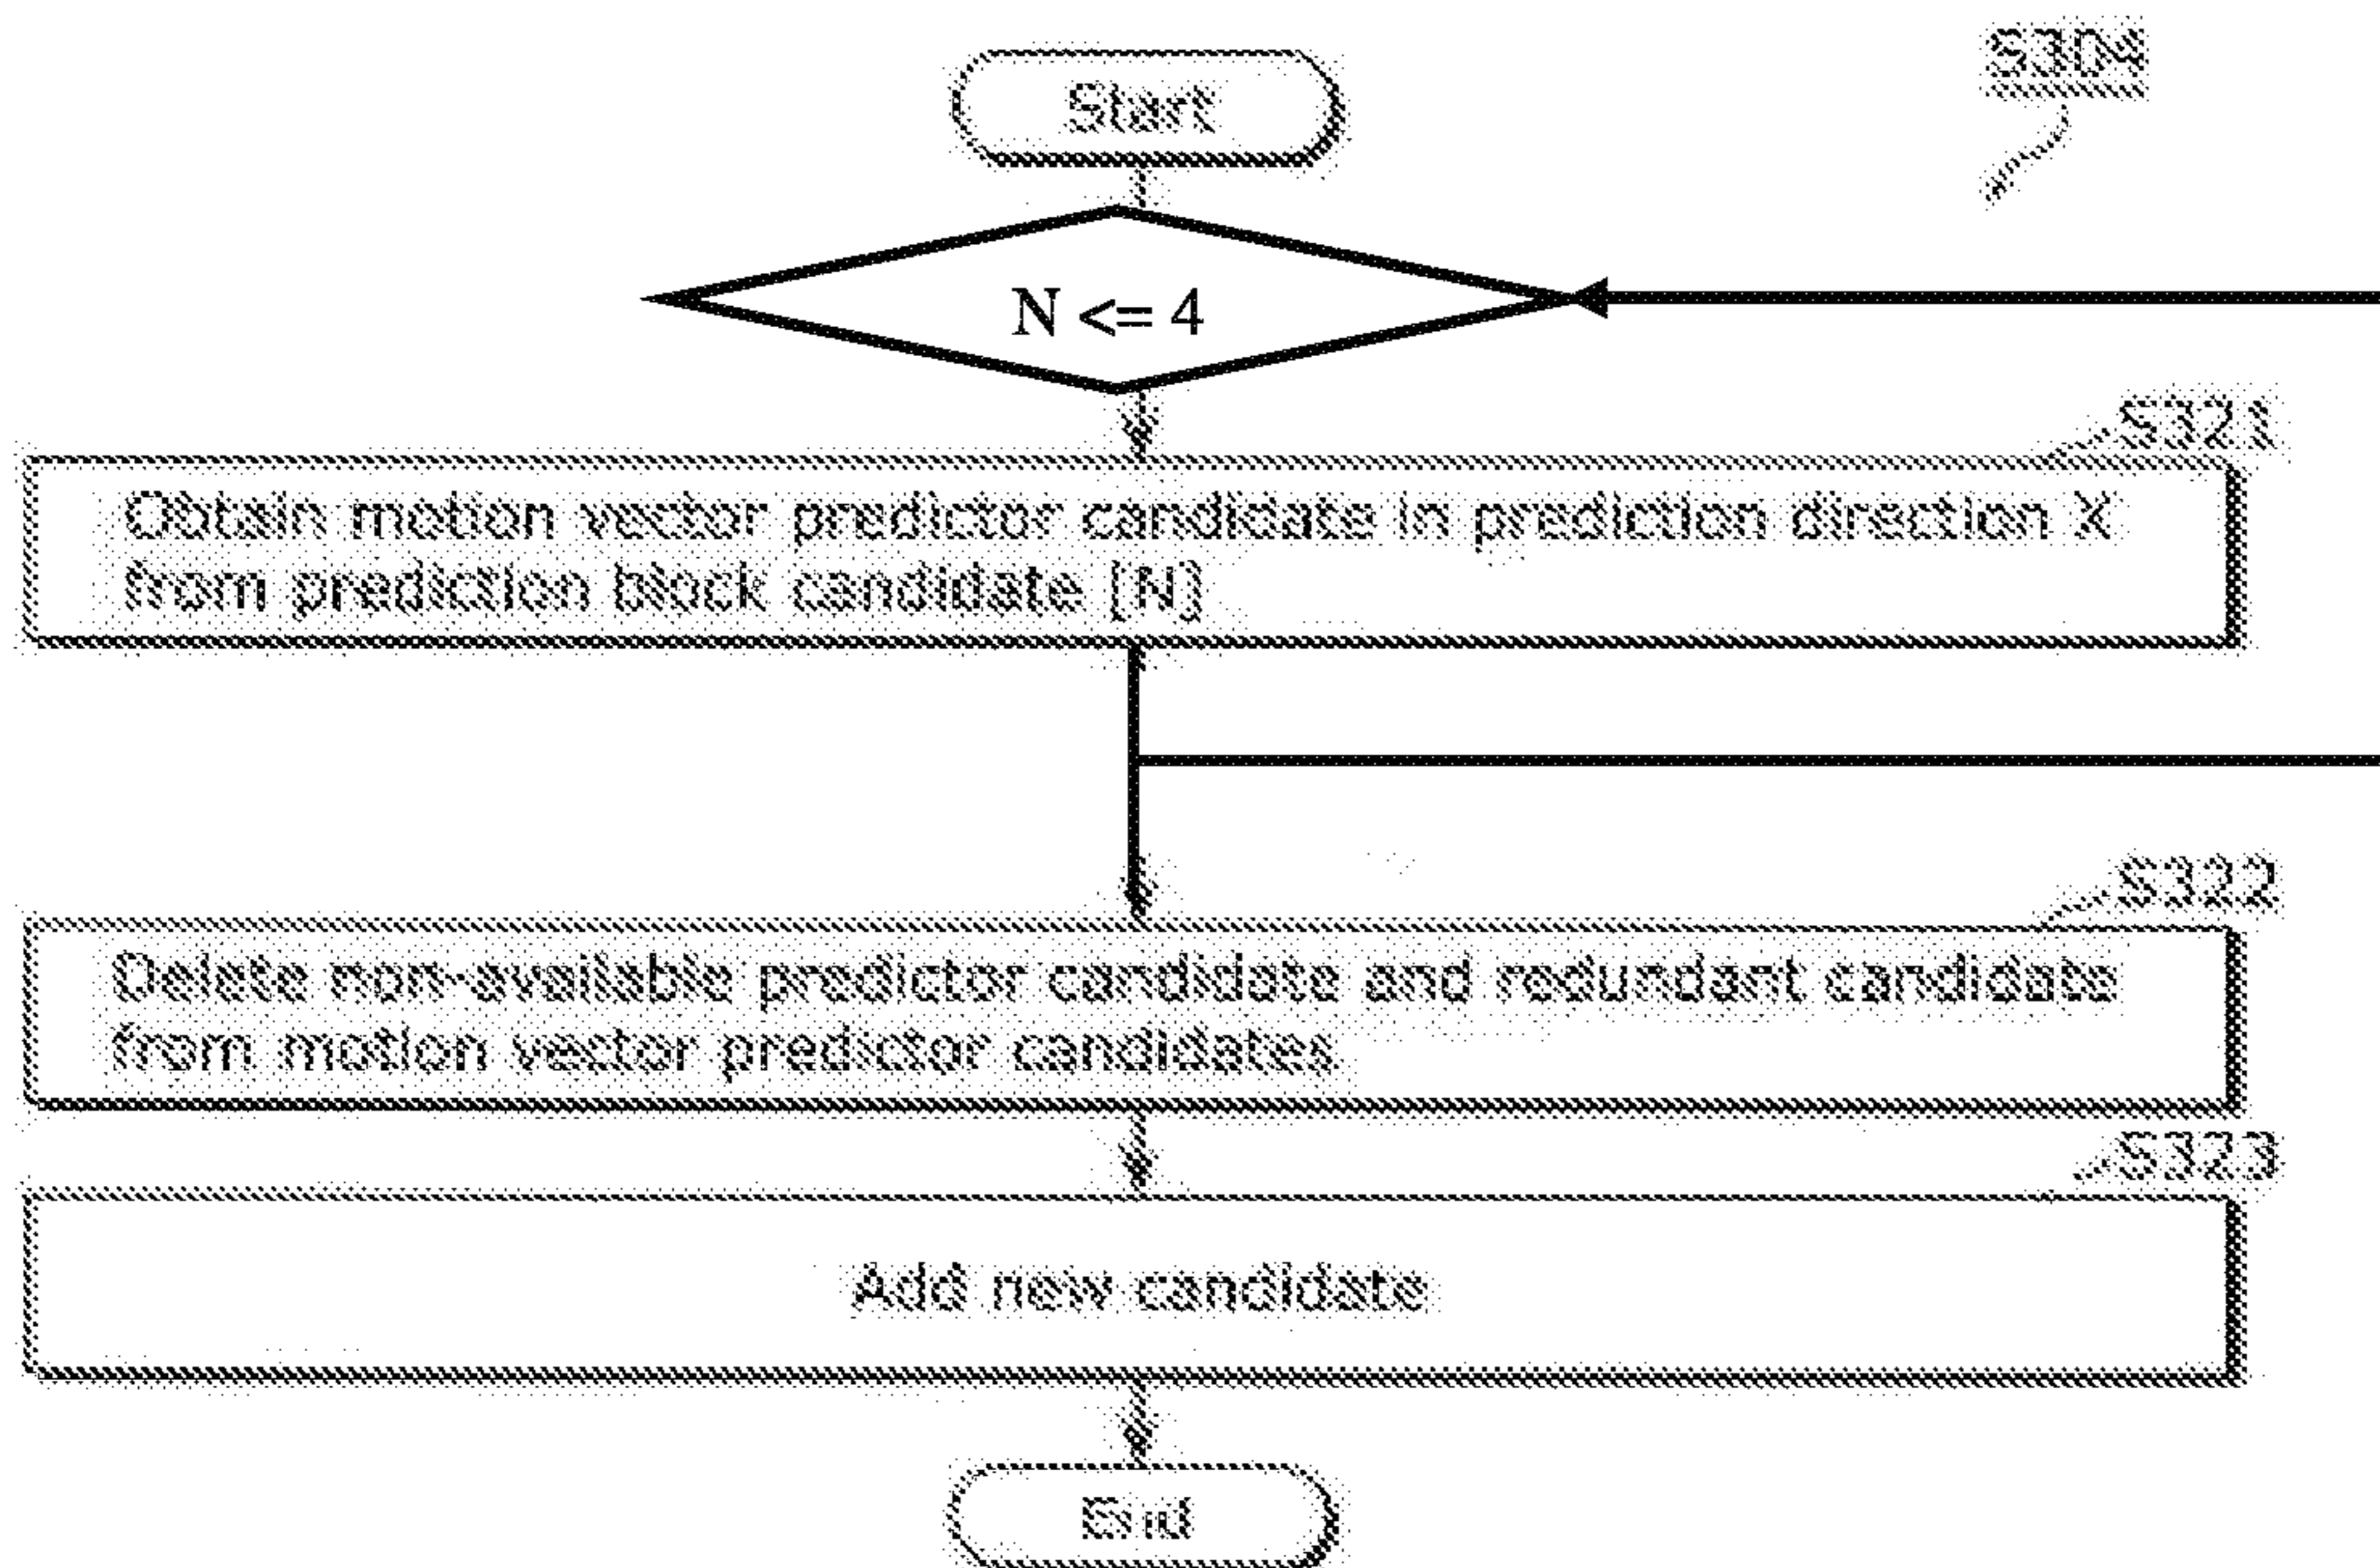 Start
S304
N <= 4
S321
Obtain motion vector predictor candidate in prediction direction X
from prediction block candidate [N]
S322
Delete non-available predictor candidate and redundant candidate
from motion vector predictor candidates
S323
Add new candidate
End